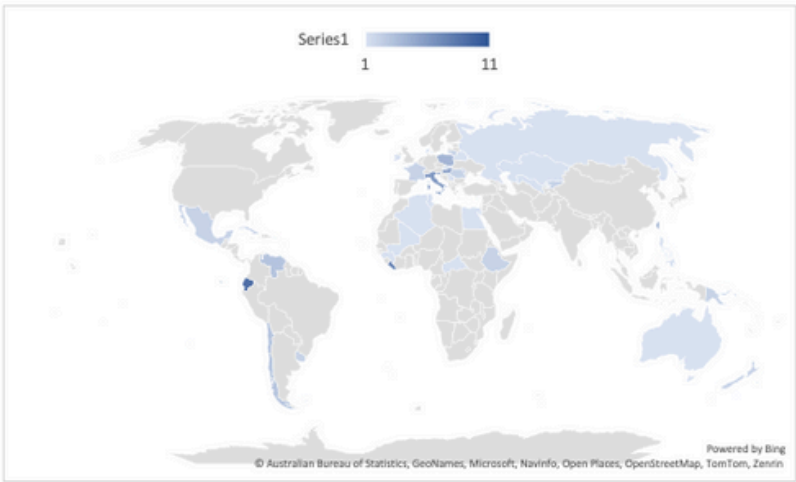 Series1
1 11
Powered by Bing
© Australian Bureau of Statistics, GeoNames, Microsoft, Navinfo, Open Places, OpenStreetMap, TomTom, Zenrin